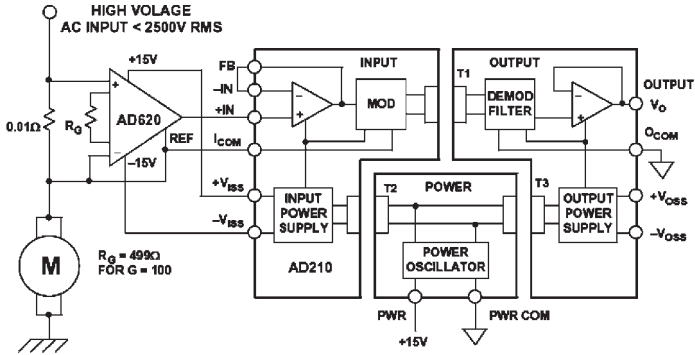 HIGH VOLAGE
AC INPUT < 2500V RMS
+15V
FB
INPUT
OUTPUT
T1
–IN
OUTPUT
+
–
+
MOD
DEMOD
FILTER
–
+
V_O
0.01Ω
R_G
AD620
+IN
REF
I_COM
O_COM
–
–15V
+V_ISS
INPUT
POWER
SUPPLY
T2
POWER
T3
OUTPUT
POWER
SUPPLY
+V_OSS
–V_ISS
–V_OSS
M
R_G = 499Ω
FOR G = 100
AD210
POWER
OSCILLATOR
PWR
PWR COM
+15V